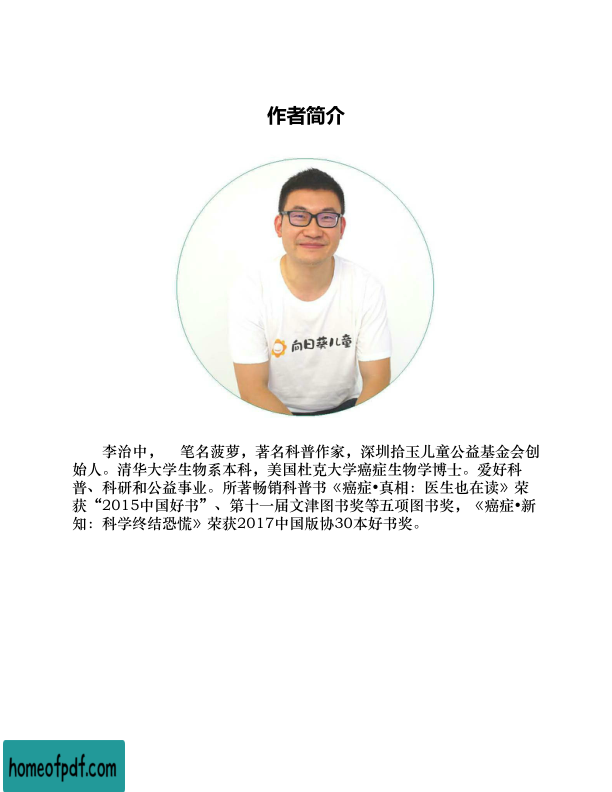 作者简介
向日葵儿童
李治中， 笔名菠萝，著名科普作家，深圳拾玉儿童公益基金会创
始人。清华大学生物系本科，美国杜克大学癌症生物学博士。爱好科
普、科研和公益事业。所著畅销科普书《癌症•真相：医生也在读》荣
获“2015中国好书”、第十一届文津图书奖等五项图书奖，《癌症•新
知：科学终结恐慌》荣获2017中国版协30本好书奖。
homeofpdf.com